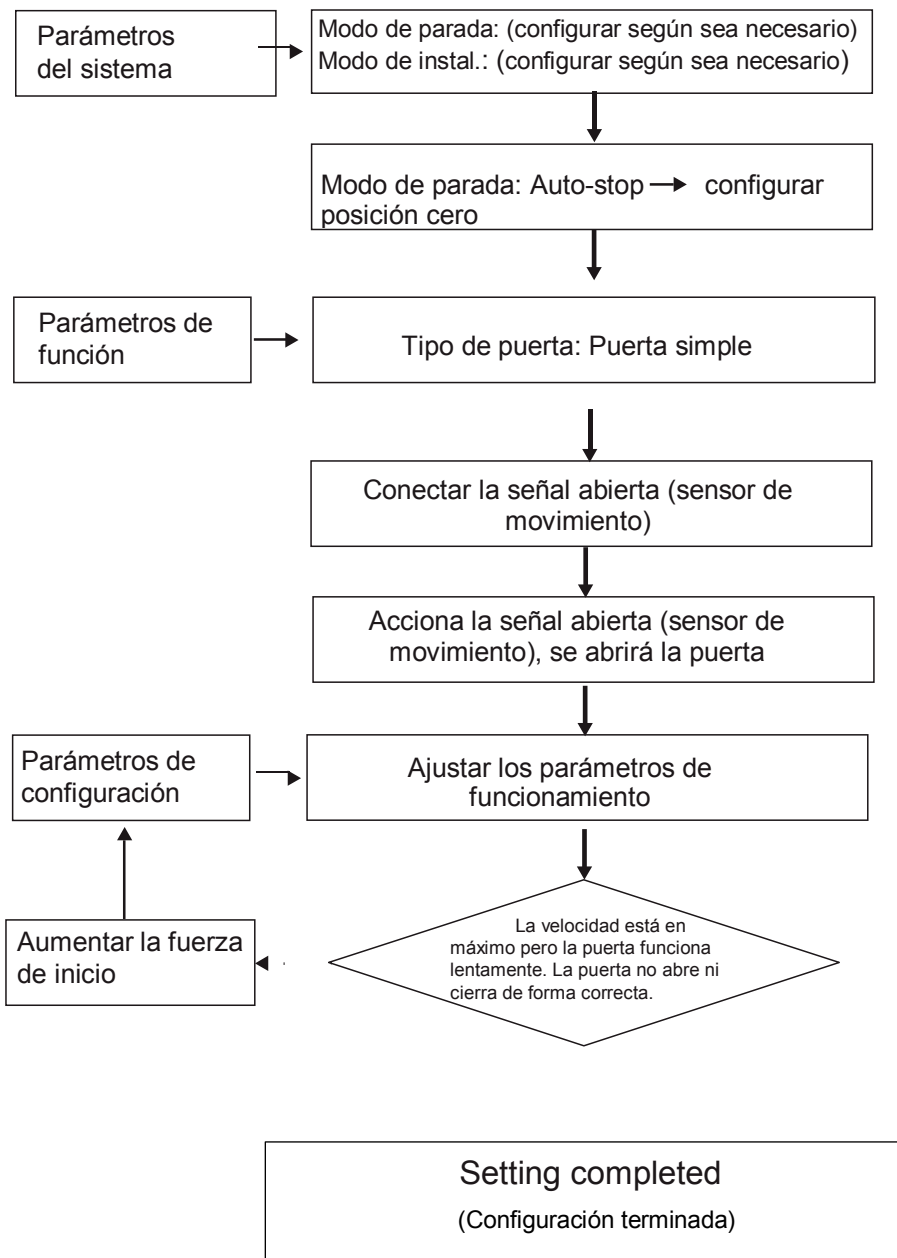 Parámetros
del sistema
Modo de parada: (configurar según sea necesario)
Modo de instal.: (configurar según sea necesario)
Modo de parada: Auto-stop → configurar
posición cero
Parámetros de
función
Tipo de puerta: Puerta simple
Conectar la señal abierta (sensor de
movimiento)
Acciona la señal abierta (sensor de
movimiento), se abrirá la puerta
Parámetros de
configuración
Ajustar los parámetros de
funcionamiento
Aumentar la fuerza
de inicio
La velocidad está en
máximo pero la puerta funciona
lentamente. La puerta no abre ni
cierra de forma correcta.
Setting completed
(Configuración terminada)